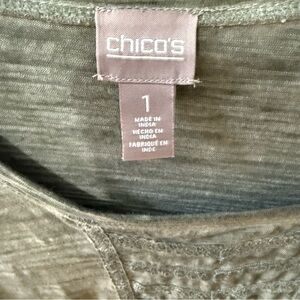 chico's
1
MADE IN
INDIA
HECHO EN
INDIA
FABRIQUÉ EN
INDE